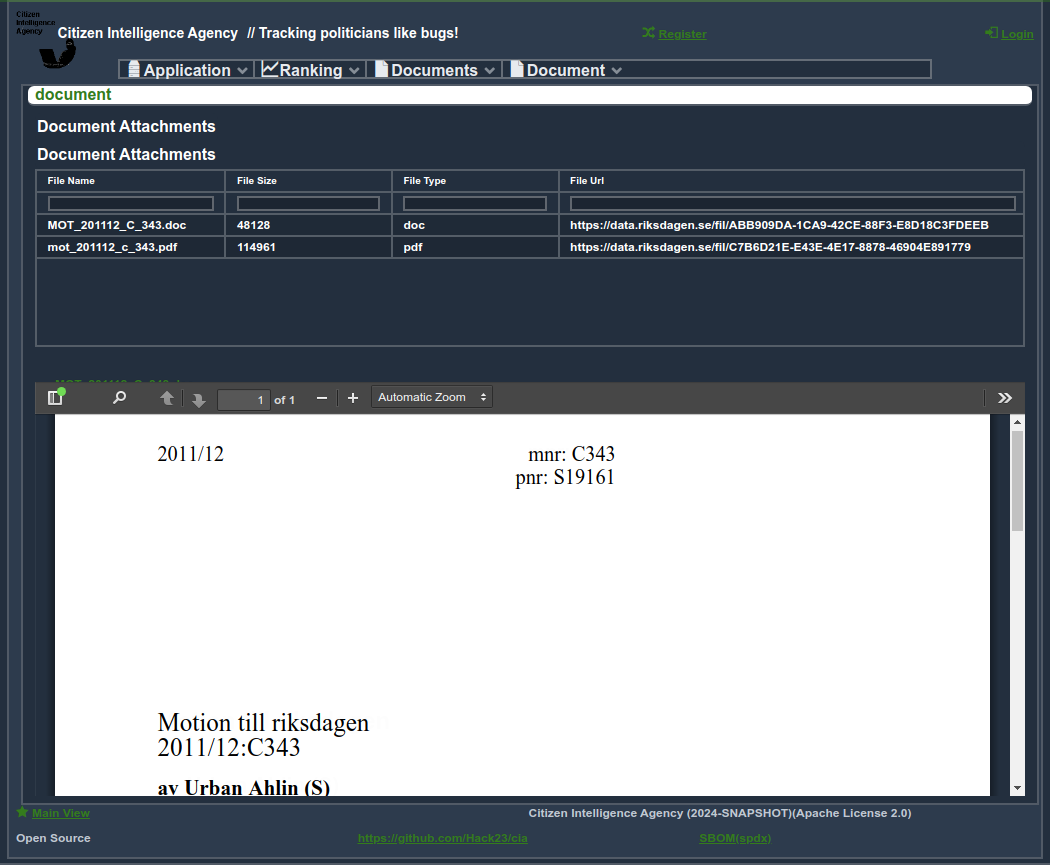 Citizen
Intelligence
Agency
Citizen Intelligence Agency // Tracking politicians like bugs!
Register
Login
Application
Ranking
Documents
Document
document
Document Attachments
Document Attachments
File Name File Size File Type File Url
MOT_201112_C_343.doc 48128 doc https://data.riksdagen.se/fil/ABB909DA-1CA9-42CE-88F3-E8D18C3FDEEB
mot_201112_c_343.pdf 114961 pdf https://data.riksdagen.se/fil/C7B6D21E-E43E-4E17-8878-46904E891779
1 of 1 Automatic Zoom
2011/12 mnr: C343
pnr: S19161
Motion till riksdagen
2011/12:C343
av Urban Ahlin (S)
Main View Citizen Intelligence Agency (2024-SNAPSHOT)(Apache License 2.0)
Open Source https://github.com/Hack23/cia SBOM(spdx)